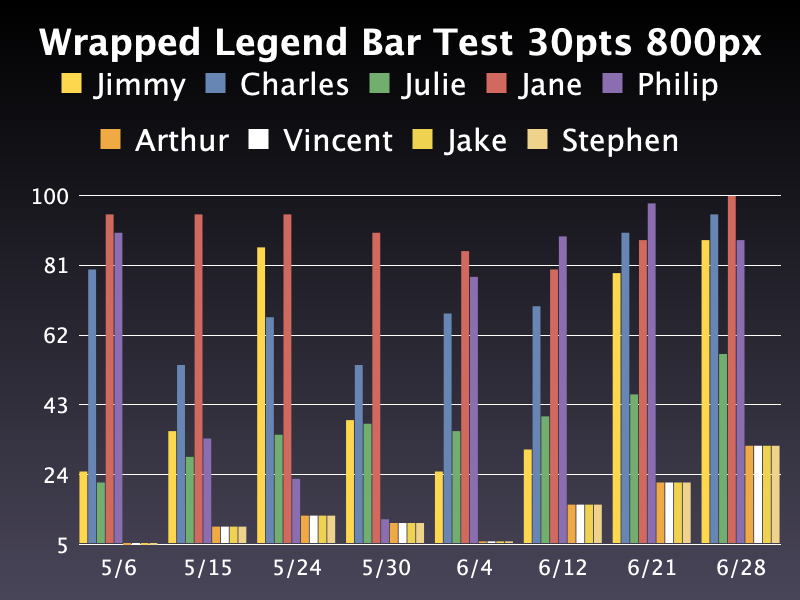 Wrapped Legend Bar Test 30pts 800px
Jimmy Charles Julie Jane Philip
Arthur Vincent Jake Stephen
100
81
62
43
24
5
5/6 5/15 5/24 5/30 6/4 6/12 6/21 6/28